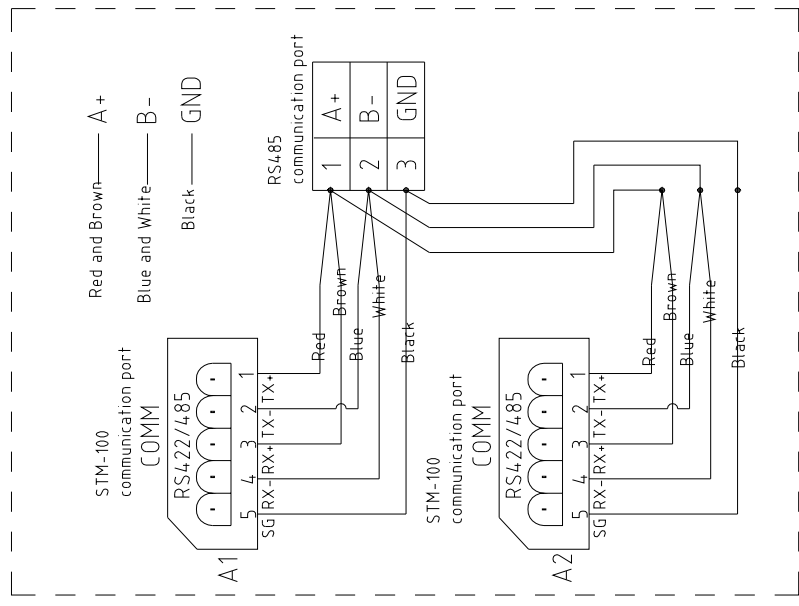 Red and Brown A+
Blue and White B-
Black GND
RS485
communication port
1 A+
2 B-
3 GND
Red
Brown
Blue
White
Black
Red
Brown
Blue
White
Black
STM-100
communication port
COMM
RS422/485
1 TX+
2 TX-
3 RX+
4 RX-
5 SG
A1
STM-100
communication port
COMM
RS422/485
1 TX+
2 TX-
3 RX+
4 RX-
5 SG
A2